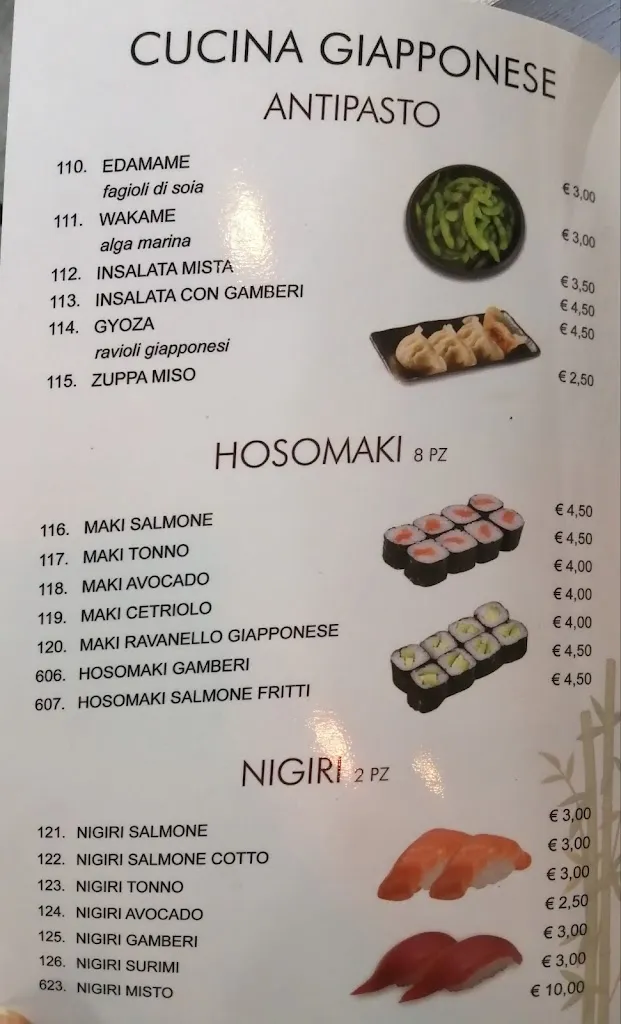 CUCINA GIAPPONESE
ANTIPASTO
110. EDAMAME € 3,00
fagioli di soia
111. WAKAME € 3,00
alga marina
112. INSALATA MISTA € 3,50
113. INSALATA CON GAMBERI € 4,50
114. GYOZA € 4,50
ravioli giapponesi
115. ZUPPA MISO € 2,50
HOSOMAKI 8 PZ
116. MAKI SALMONE € 4,50
117. MAKI TONNO € 4,50
118. MAKI AVOCADO € 4,00
119. MAKI CETRIOLO € 4,00
120. MAKI RAVANELLO GIAPPONESE € 4,00
606. HOSOMAKI GAMBERI € 4,50
607. HOSOMAKI SALMONE FRITTI € 4,50
NIGIRI 2 PZ
121. NIGIRI SALMONE € 3,00
122. NIGIRI SALMONE COTTO € 3,00
123. NIGIRI TONNO € 3,00
124. NIGIRI AVOCADO € 2,50
125. NIGIRI GAMBERI € 3,00
126. NIGIRI SURIMI € 3,00
623. NIGIRI MISTO € 10,00